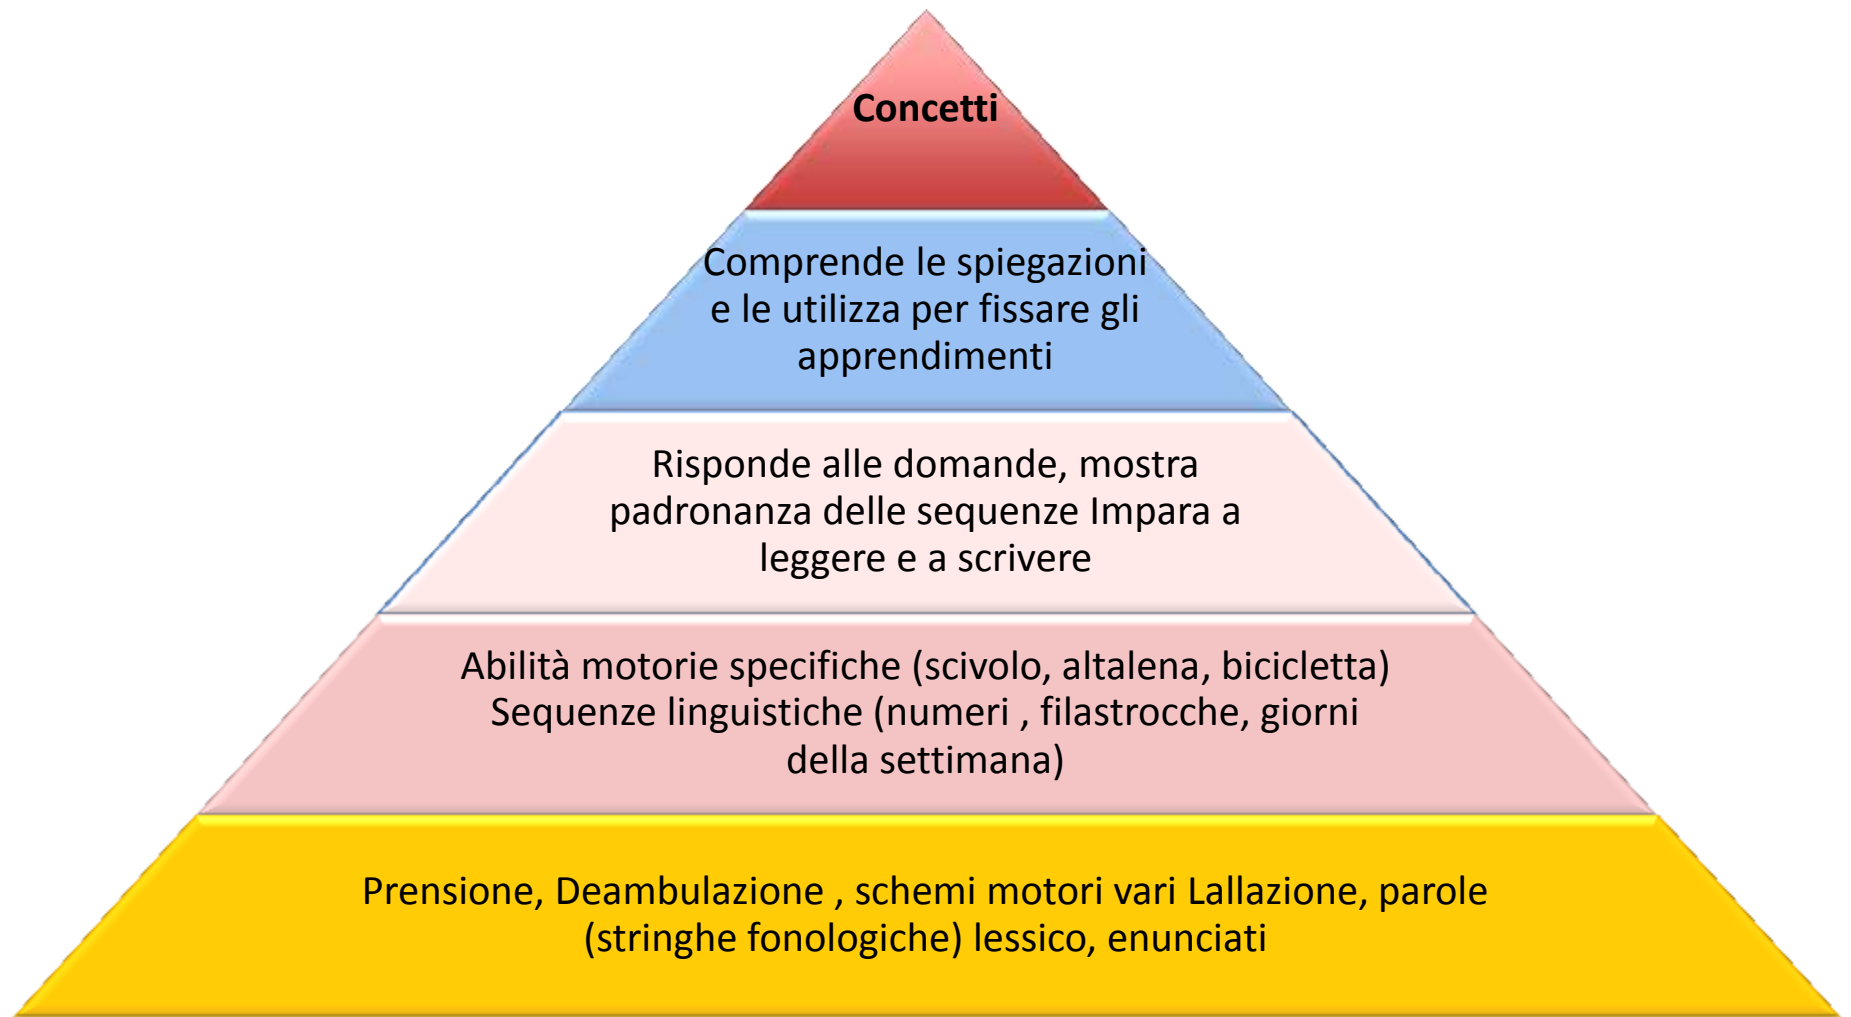 Concetti
Comprende le spiegazioni
e le utilizza per fissare gli
apprendimenti
Risponde alle domande, mostra
padronanza delle sequenze Impara a
leggere e a scrivere
Abilità motorie specifiche (scivolo, altalena, bicicletta)
Sequenze linguistiche (numeri , filastrocche, giorni
della settimana)
Prensione, Deambulazione , schemi motori vari Lallazione, parole
(stringhe fonologiche) lessico, enunciati